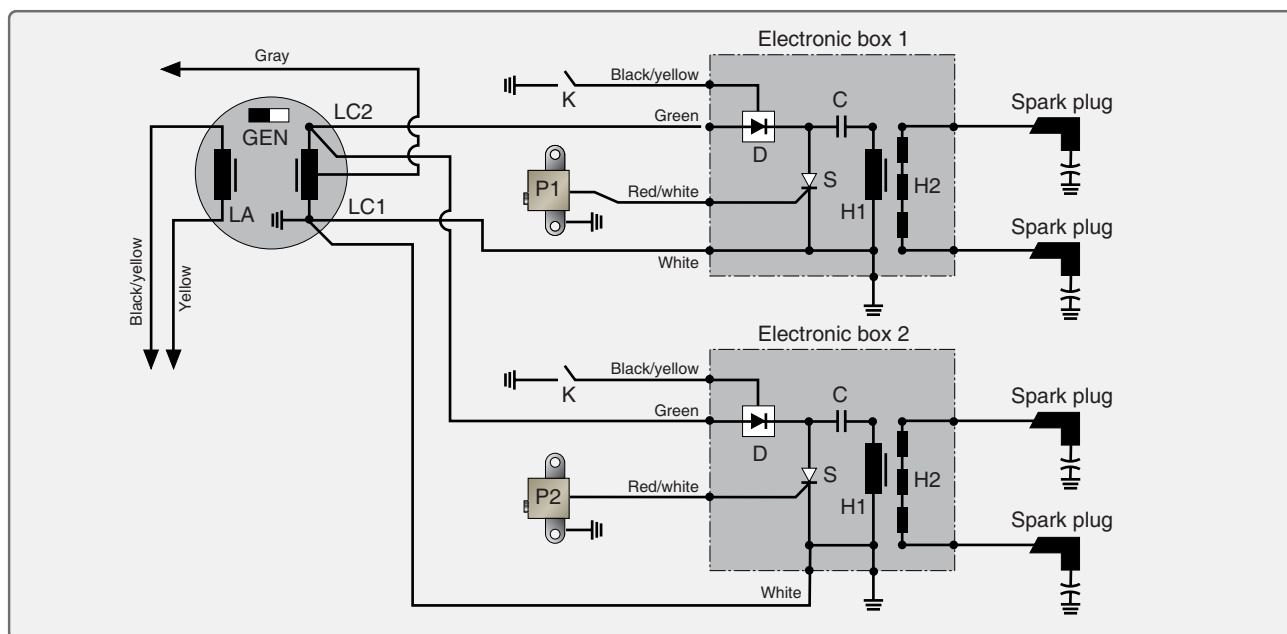 Gray
GEN
LC2
LA
LC1
Black/yellow
Yellow
Electronic box 1
Black/yellow
K
Green
D
C
S
H1
H2
P1
Red/white
White
Spark plug
Spark plug
Electronic box 2
Black/yellow
K
Green
D
C
S
H1
H2
P2
Red/white
White
Spark plug
Spark plug